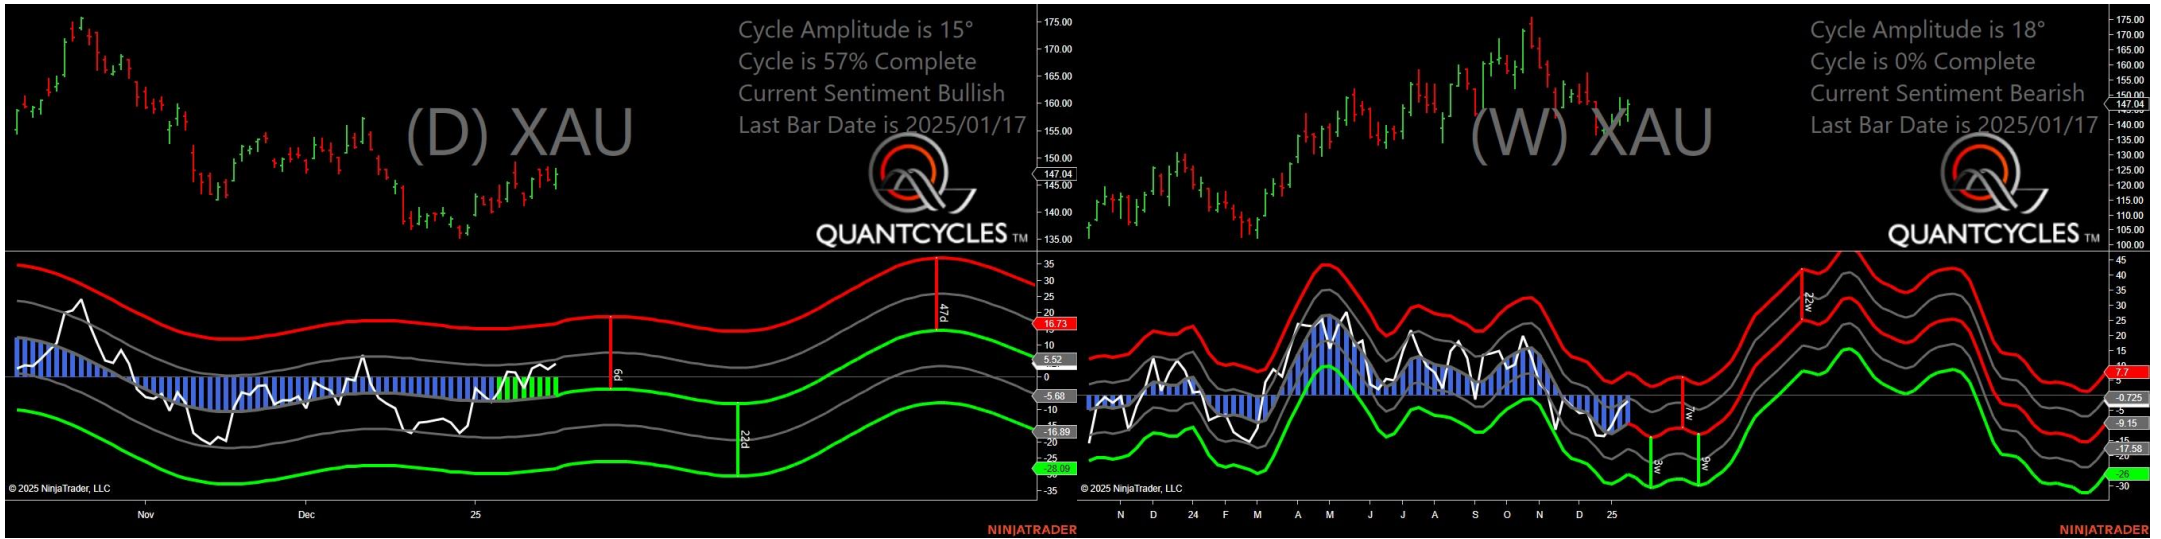 Cycle Amplitude is 15°
Cycle is 57% Complete
Current Sentiment Bullish
Last Bar Date is 2025/01/17
(D) XAU
QUANTCYCLES TM
175.00
170.00
165.00
160.00
155.00
150.00
147.04
145.00
140.00
135.00
35
30
25
20
16.73
10
5.52
0
-5.68
-10
-16.89
-25
-28.09
-35
6d
22d
47d
© 2025 NinjaTrader, LLC
Nov
Dec
25
NINJATRADER
Cycle Amplitude is 18°
Cycle is 0% Complete
Current Sentiment Bearish
Last Bar Date is 2025/01/17
(W) XAU
QUANTCYCLES TM
175.00
170.00
165.00
160.00
155.00
150.00
147.04
140.00
135.00
130.00
125.00
120.00
115.00
110.00
105.00
100.00
45
40
35
30
25
20
15
7.7
5
-0.725
-5
-9.15
-15
-17.58
-20
-26
-30
3w
7w
9w
22w
© 2025 NinjaTrader, LLC
N
D
24
F
M
A
M
J
J
A
S
O
N
D
25
NINJATRADER